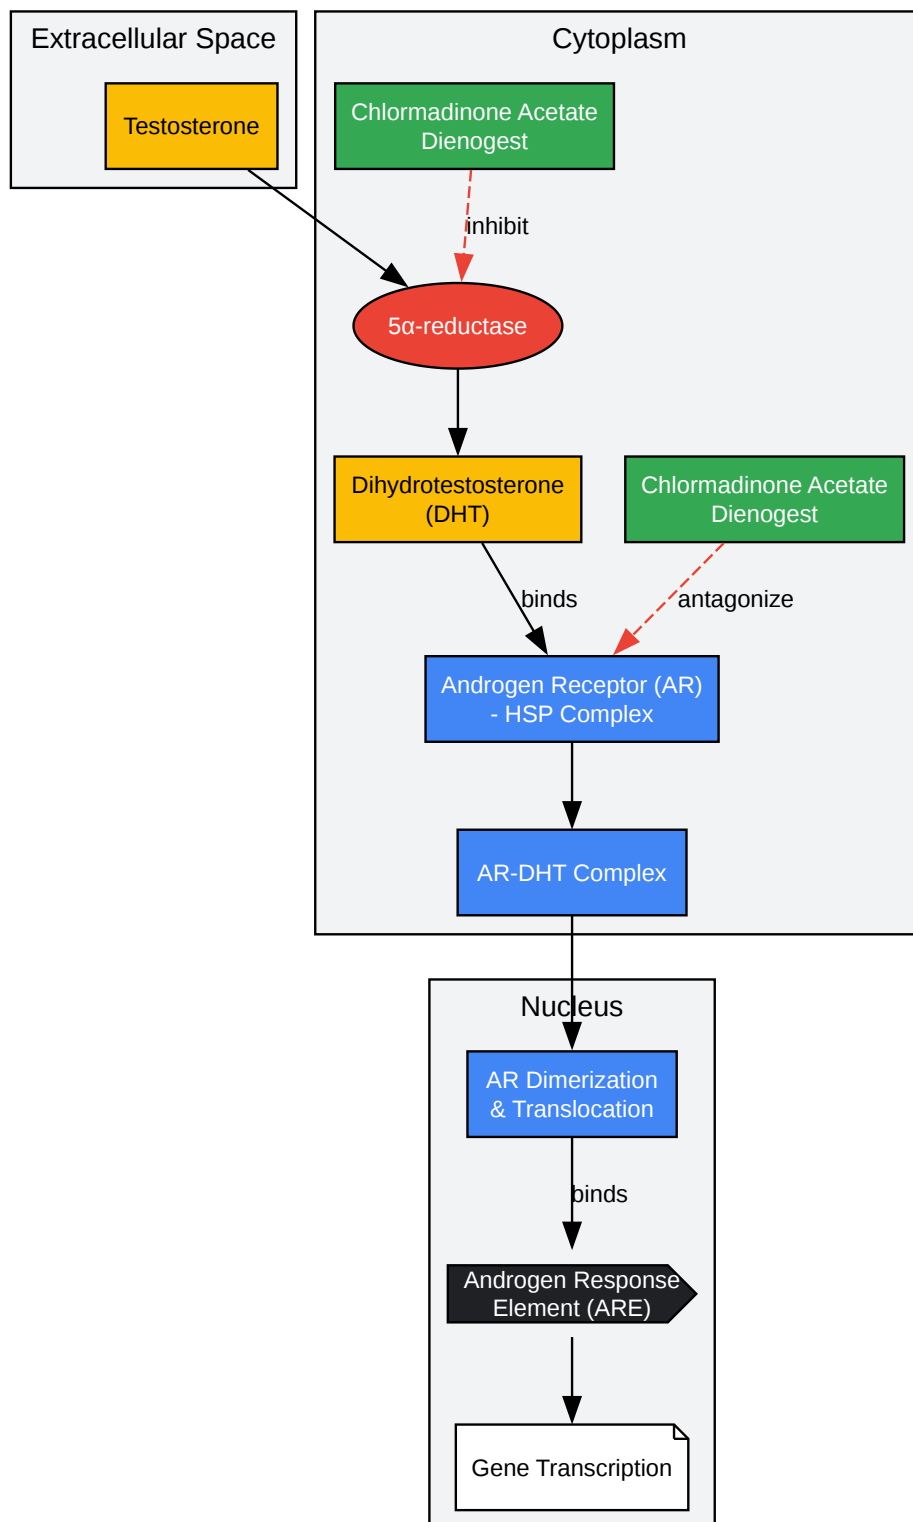 Extracellular Space
Cytoplasm
Testosterone
Chlormadinone Acetate
Dienogest
inhibit
5α-reductase
Dihydrotestosterone
(DHT)
Chlormadinone Acetate
Dienogest
binds
antagonize
Androgen Receptor (AR)
- HSP Complex
AR-DHT Complex
Nucleus
AR Dimerization
& Translocation
binds
Androgen Response
Element (ARE)
Gene Transcription